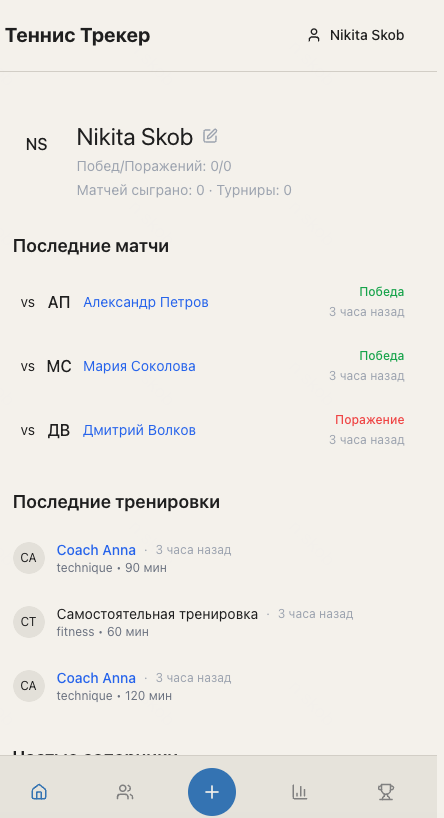 Теннис Трекер
Nikita Skob
NS
Nikita Skob
Побед/Поражений: 0/0
Матчей сыграно: 0 · Турниры: 0
Последние матчи
vs АП Александр Петров Победа
3 часа назад
vs МС Мария Соколова Победа
3 часа назад
vs ДВ Дмитрий Волков Поражение
3 часа назад
Последние тренировки
CA Coach Anna · 3 часа назад
technique • 90 мин
СТ Самостоятельная тренировка · 3 часа назад
fitness • 60 мин
CA Coach Anna · 3 часа назад
technique • 120 мин